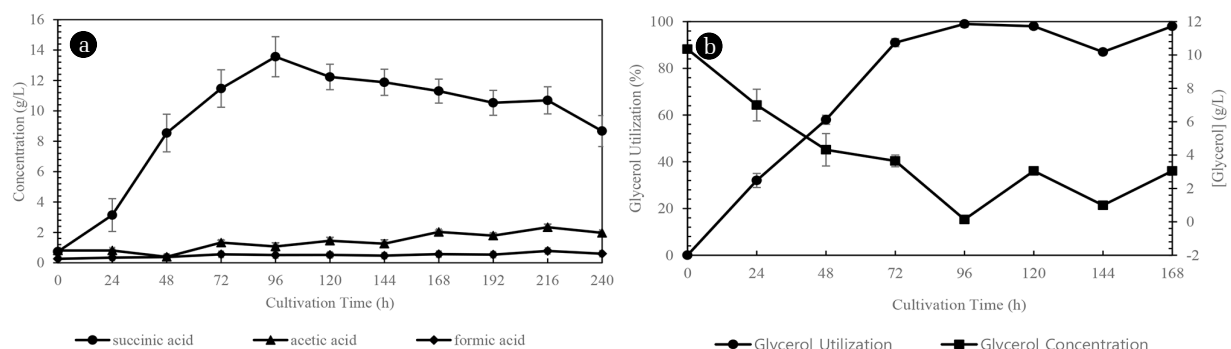 a
Concentration (g/L)
16
14
12
10
8
6
4
2
0
0 24 48 72 96 120 144 168 192 216 240
Cultivation Time (h)
succinic acid acetic acid formic acid
b
Glycerol Utilization (%)
100
80
60
40
20
0
12
10
8
6
4
2
0
-2
[Glycerol] (g/L)
0 24 48 72 96 120 144 168
Cultivation Time (h)
Glycerol Utilization Glycerol Concentration